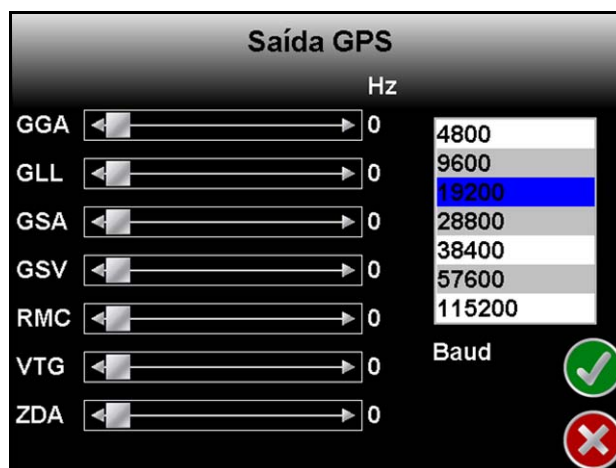 Saída GPS
Hz
GGA 0
GLL 0
GSA 0
GSV 0
RMC 0
VTG 0
ZDA 0
4800
9600
19200
28800
38400
57600
115200
Baud